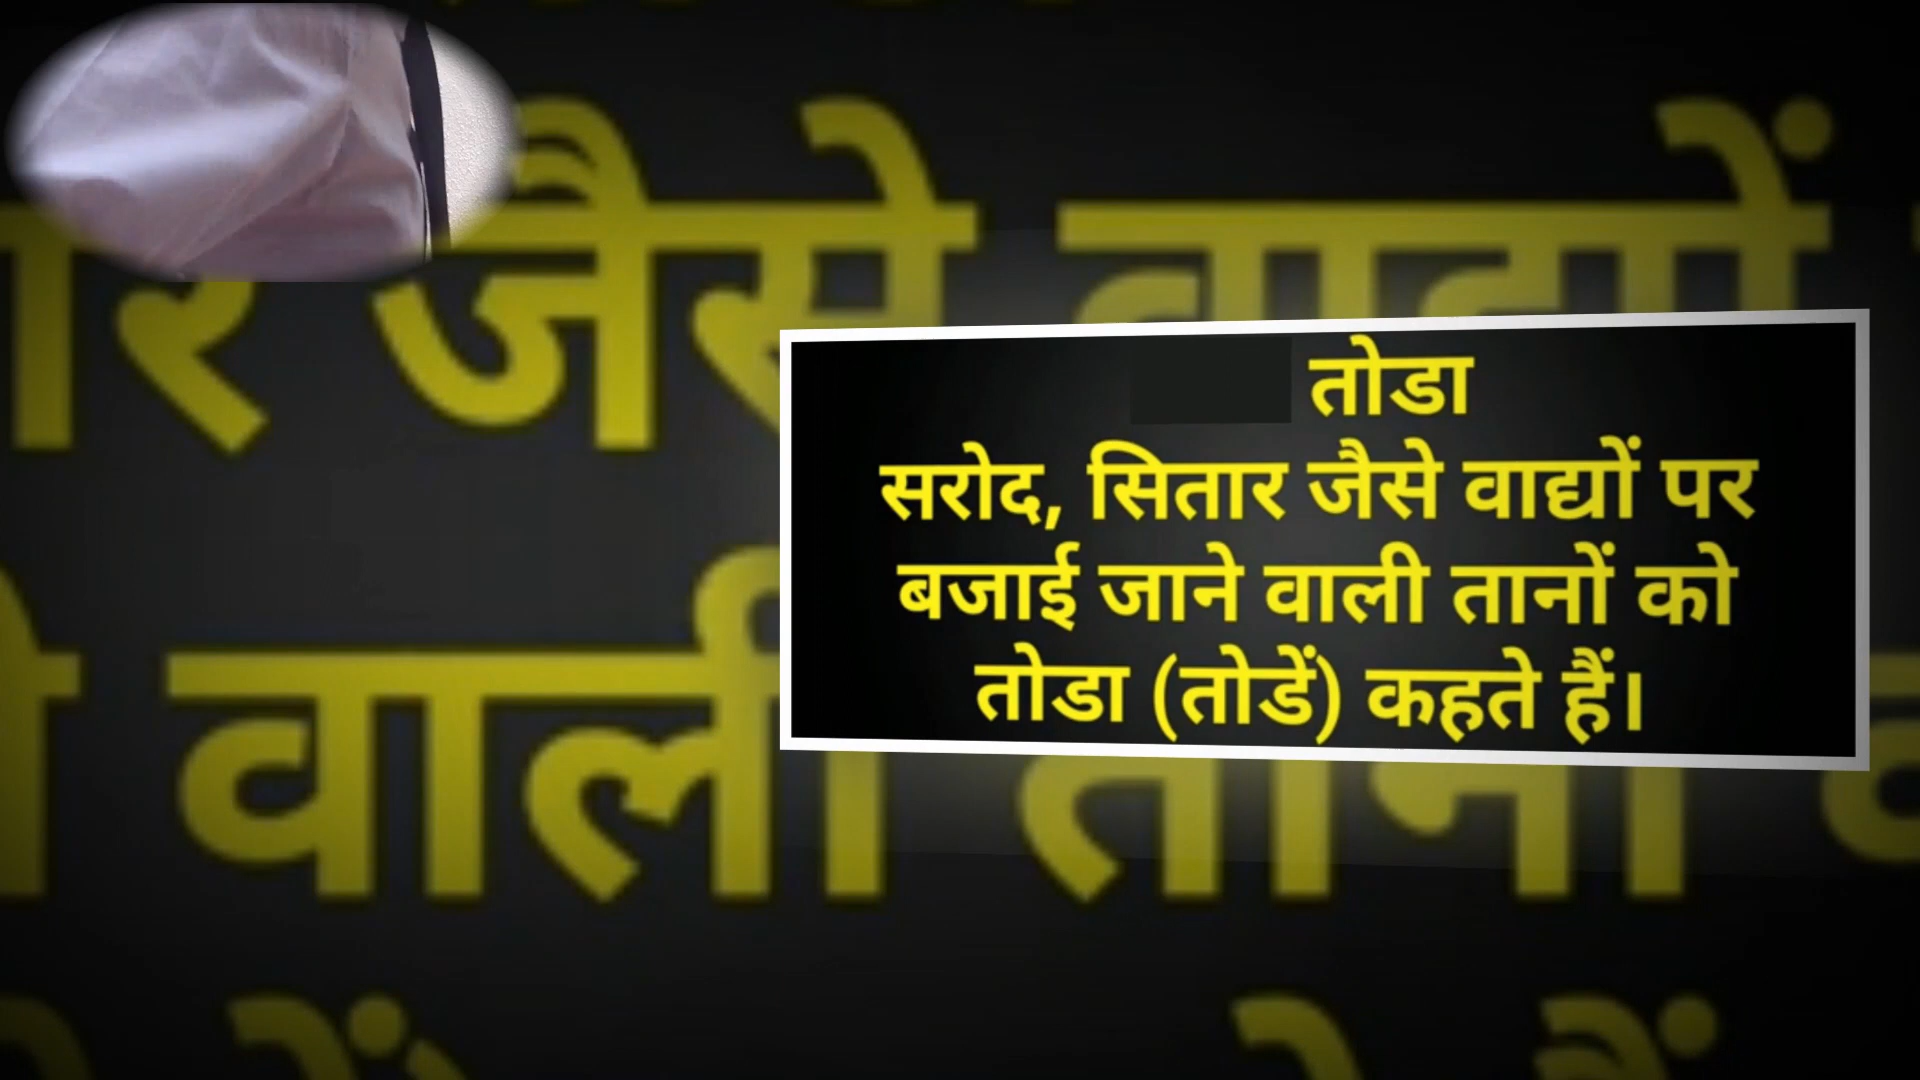 तोडा
सरोद, सितार जैसे वाद्यों पर
बजाई जाने वाली तानों को
तोडा (तोडें) कहते हैं।